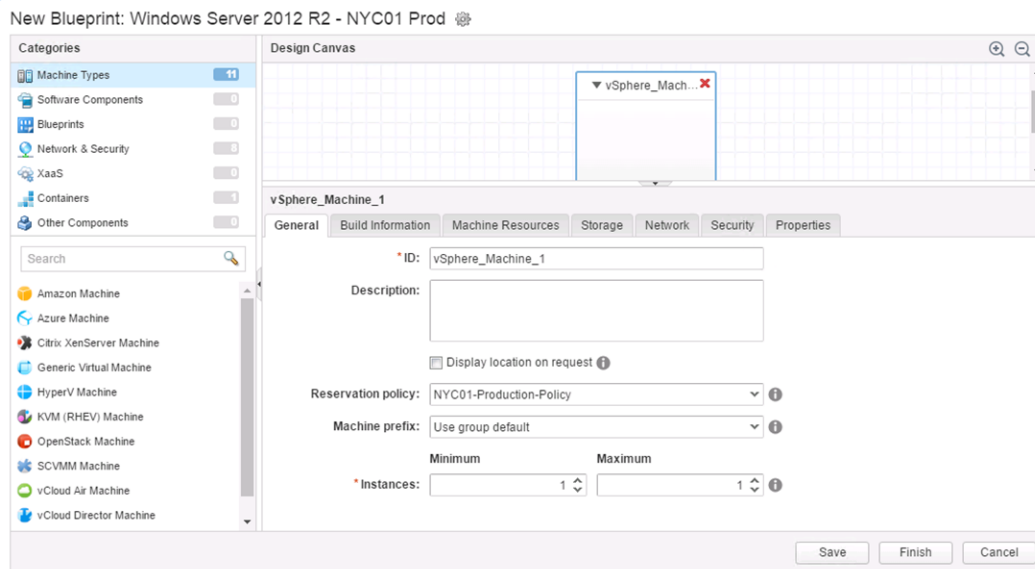 New Blueprint: Windows Server 2012 R2 - NYC01 Prod
Categories
Machine Types 11
Software Components 0
Blueprints 0
Network & Security 8
XaaS 0
Containers 1
Other Components 0
Search
Amazon Machine
Azure Machine
Citrix XenServer Machine
Generic Virtual Machine
HyperV Machine
KVM (RHEV) Machine
OpenStack Machine
SCVMM Machine
vCloud Air Machine
vCloud Director Machine
Design Canvas
vSphere_Mach...
vSphere_Machine_1
General Build Information Machine Resources Storage Network Security Properties
* ID: vSphere_Machine_1
Description:
Display location on request
Reservation policy: NYC01-Production-Policy
Machine prefix: Use group default
Minimum Maximum
* Instances: 1 1
Save Finish Cancel